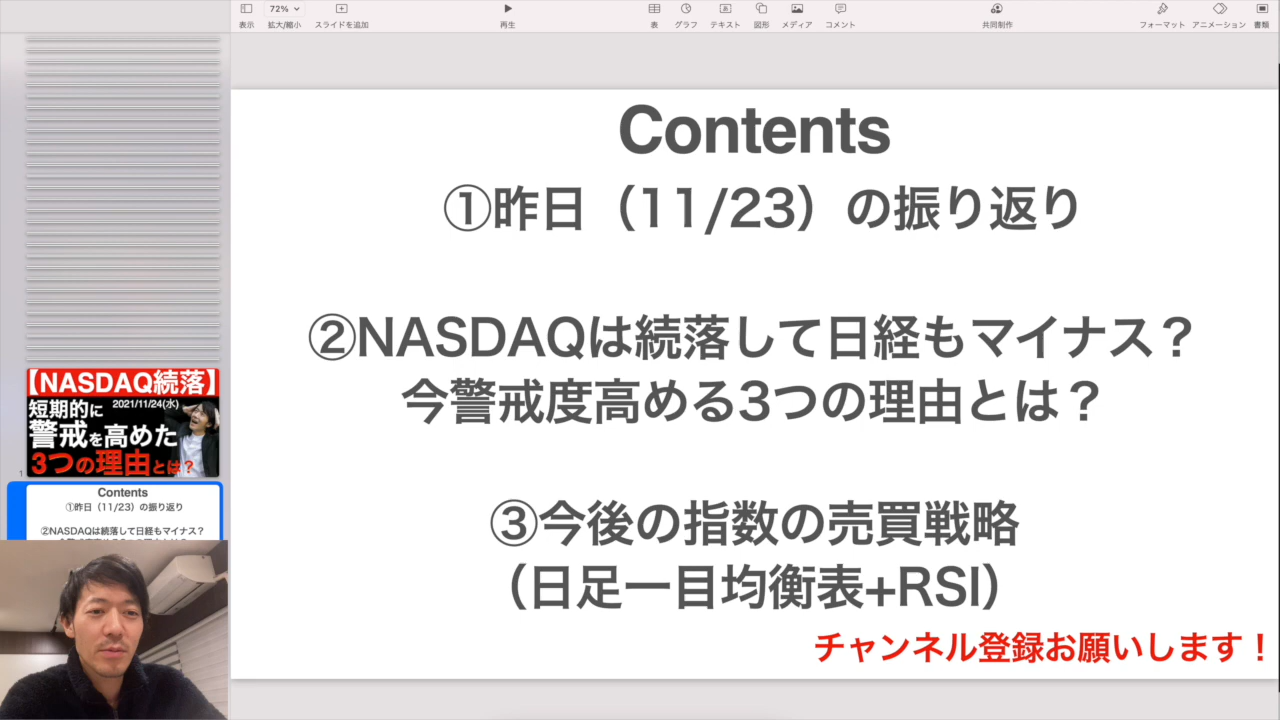 72%
表示
拡大/縮小
スライドを追加
再生
表
グラフ
テキスト
図形
メディア
コメント
共同制作
フォーマット
アニメーション
書類
【NASDAQ続落】
短期的に
2021/11/24(水)
警戒を高めた
3つの理由とは？
1
Contents
①昨日（11/23）の振り返り
②NASDAQは続落して日経もマイナス？
Contents
①昨日（11/23）の振り返り
②NASDAQは続落して日経もマイナス？
今警戒度高める3つの理由とは？
③今後の指数の売買戦略
（日足一目均衡表+RSI）
チャンネル登録お願いします！